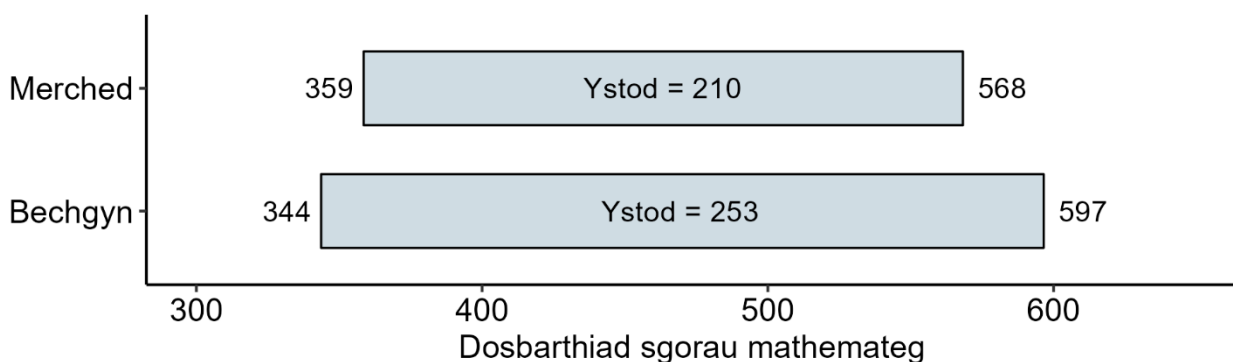 Merched 359 Ystod = 210 568
Bechgyn 344 Ystod = 253 597
300 400 500 600
Dosbarthiad sgorau mathemateg